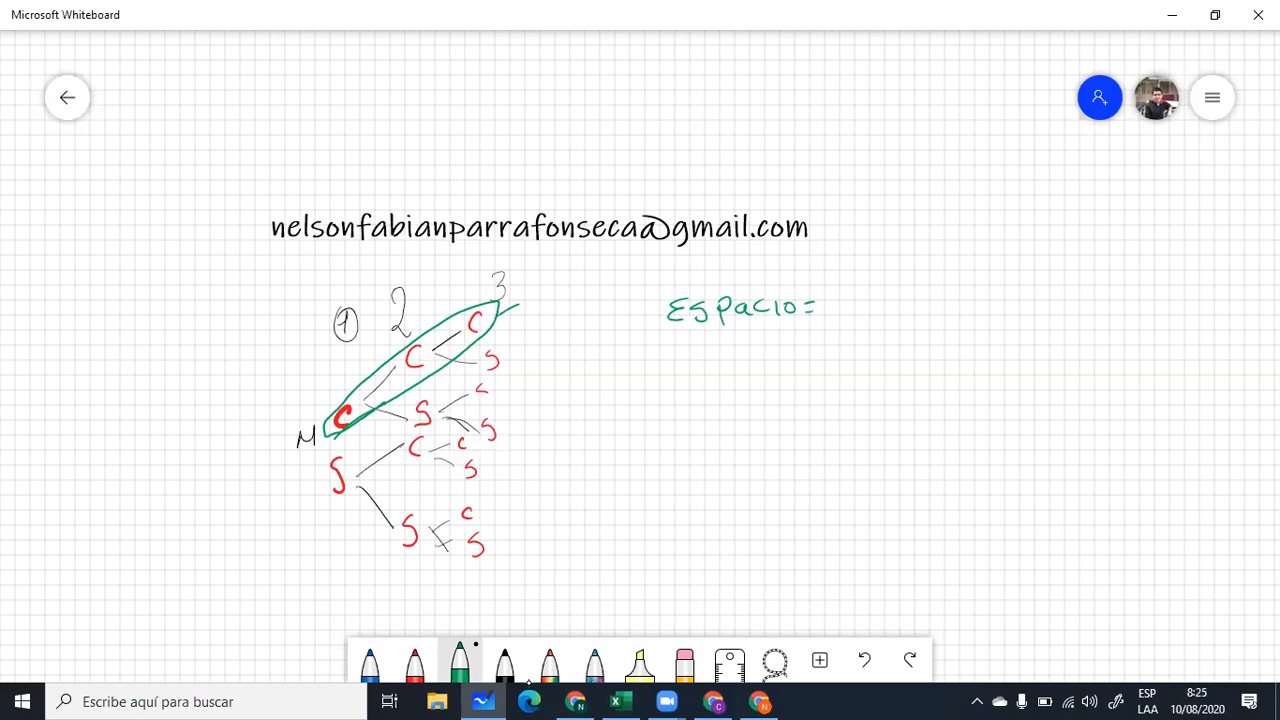 Microsoft Whiteboard
nelsonfabianparrafonseca@gmail.com
1 2 3
Espacio=
C
C
S
C
S
C
S
M C
C
S
S
S
C
S
Escribe aquí para buscar
ESP
LAA
8:25
10/08/2020